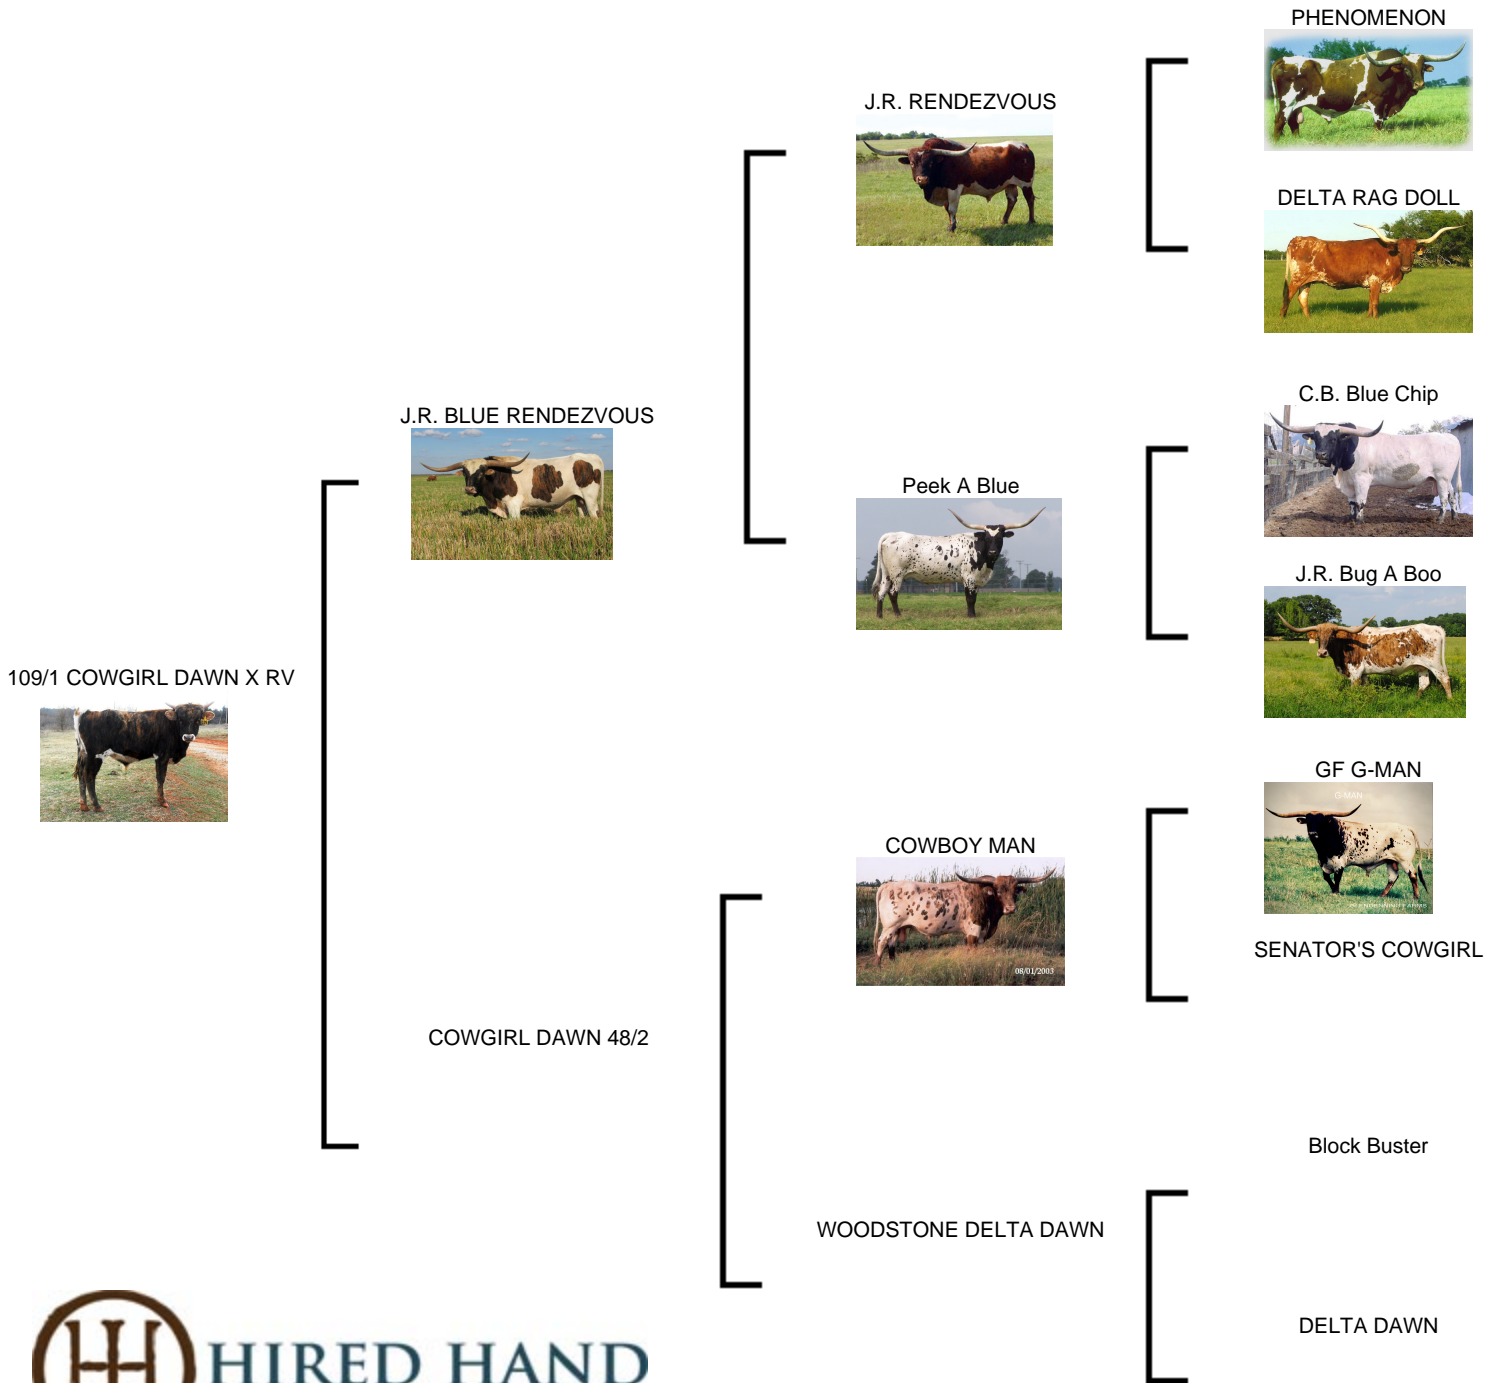 PHENOMENON
J.R. RENDEZVOUS
DELTA RAG DOLL
C.B. Blue Chip
J.R. BLUE RENDEZVOUS
Peek A Blue
J.R. Bug A Boo
109/1 COWGIRL DAWN X RV
GF G-MAN
G-MAN
COWBOY MAN
08/01/2003
SENATOR'S COWGIRL
COWGIRL DAWN 48/2
Block Buster
WOODSTONE DELTA DAWN
DELTA DAWN
HIRED HAND